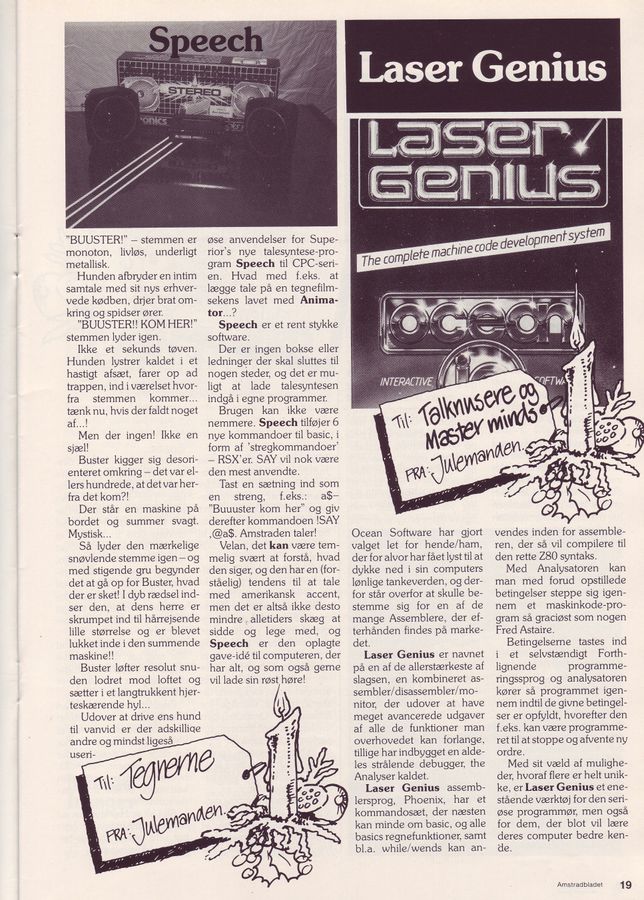 Speech
STEREO
onics
"BUUSTER!" – stemmen er
monoton, livløs, underligt
metallisk.
Hunden afbryder en intim
samtale med sit nys erhver-
vede kødben, drjer brat om-
kring og spidser ører.
"BUUSTER!! KOM HER!"
stemmen lyder igen.
Ikke et sekunds tøven.
Hunden lystrer kaldet i et
hastigt afsæt, farer op ad
trappen, ind i værelset hvor-
fra stemmen kommer...
tænk nu, hvis der faldt noget
af...!
Men der ingen! Ikke en
sjæl!
Buster kigger sig desori-
enteret omkring – det var el-
lers hundrede, at det var her-
fra det kom?!
Der står en maskine på
bordet og summer svagt.
Mystisk...
Så lyder den mærkelige
snøvlende stemme igen – og
med stigende gru begynder
det at gå op for Buster, hvad
der er sket! I dyb rædsel ind-
ser den, at dens herre er
skrumpet ind til hårrejsende
lille størrelse og er blevet
lukket inde i den summende
maskine!!
Buster løfter resolut snu-
den lodret mod loftet og
sætter i et langtrukkent hjer-
teskærende hyl...
Udover at drive ens hund
til vanvid er der adskillige
andre og mindst ligeså
useri-
øse anvendelser for Supe-
rior's nye talesyntese-pro-
gram Speech til CPC-seri-
en. Hvad med f.eks. at
lægge tale på en tegnefilm-
sekens lavet med Anima-
tor...?
Speech er et rent stykke
software.
Der er ingen bokse eller
ledninger der skal sluttes til
nogen steder, og det er mu-
ligt at lade talesyntesen
indgå i egne programmer.
Brugen kan ikke være
nemmere. Speech tilføjer 6
nye kommandoer til basic, i
form af 'stregkommandoer'
– RSX'er. SAY vil nok være
den mest anvendte.
Tast en sætning ind som
en streng, f.eks.: a$–
"Buuuster kom her" og giv
derefter kommandoen !SAY
,@a$. Amstraden taler!
Velan, det kan være tem-
melig svært at forstå, hvad
den siger, og den har en (for-
ståelig) tendens til at tale
med amerikansk accent,
men det er altså ikke desto
mindre alletiders skæg at
sidde og lege med, og
Speech er den oplagte
gave-idé til computeren, der
har alt, og som også gerne
vil lade sin røst høre!
Til: Tegnerne
FRA: Julemanden.
Laser Genius
LASER
GENIUS
The complete machine code development system
ocean
INTERACTIVE
Til: Talknusere og
Master minds
FRA: Julemanden.
Ocean Software har gjort
valget let for hende/ham,
der for alvor har fået lyst til at
dykke ned i sin computers
lønlige tankeverden, og der-
for står overfor at skulle be-
stemme sig for en af de
mange Assemblere, der ef-
terhånden findes på marke-
det.
Laser Genius er navnet
på en af de allerstærkeste af
slagsen, en kombineret as-
sembler/disassembler/mo-
nitor, der udover at have
meget avancerede udgaver
af alle de funktioner man
overhovedet kan forlange,
tillige har indbygget en alde-
les strålende debugger, the
Analyser kaldet.
Laser Genius assemb-
lersprog, Phoenix, har et
kommandosæt, der næsten
kan minde om basic, og alle
basics regnefunktioner, samt
bl.a. while/wends kan an-
vendes inden for assemble-
ren, der så vil compilere til
den rette Z80 syntaks.
Med Analysatoren kan
man med forud opstillede
betingelser steppe sig igen-
nem et maskinkode-pro-
gram så graciøst som nogen
Fred Astaire.
Betingelserne tastes ind
i et selvstændigt Forth-
lignende programme-
ringssprog og analysatoren
kører så programmet igen-
nem indtil de givne betingel-
ser er opfyldt, hvorefter den
f.eks. kan være programme-
ret til at stoppe og afvente ny
ordre.
Med sit væld af mulighe-
der, hvoraf flere er helt unik-
ke, er Laser Genius et ene-
stående værktøj for den seri-
øse programmør, men også
for dem, der blot vil lære
deres computer bedre ken-
de.
Amstradbladet 19